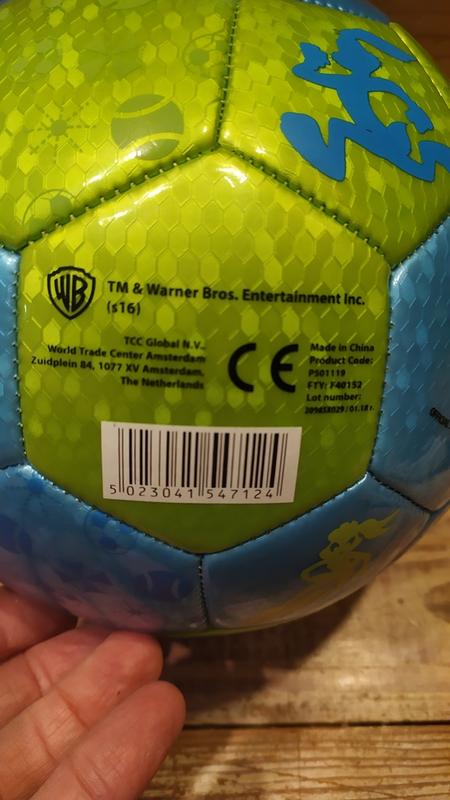 WB
TM & Warner Bros. Entertainment Inc.
(s16)
TCC Global N.V.,
World Trade Center Amsterdam
Zuidplein 84, 1077 XV Amsterdam.
The Netherlands
CE
Made in China
Product Code:
PS01119
FTY: F40152
Lot number:
5 023041 547124